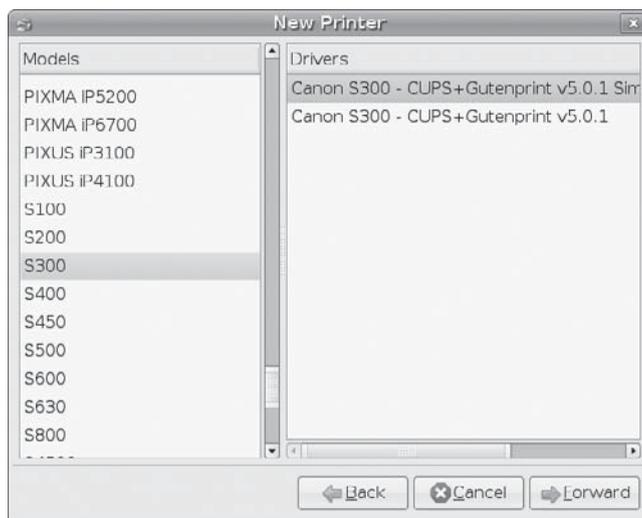 New Printer
Models
PIXMA iP5200
PIXMA iP6700
PIXUS iP3100
PIXUS iP4100
S100
S200
S300
S400
S450
S500
S600
S630
S800
Drivers
Canon S300 - CUPS+Gutenprint v5.0.1 Sim
Canon S300 - CUPS+Gutenprint v5.0.1
Back
Cancel
Forward